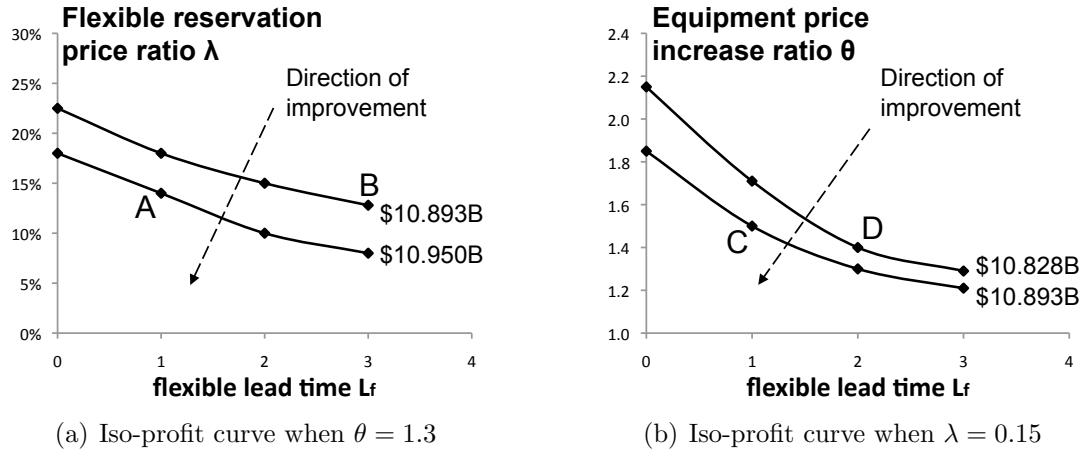 Flexible reservation
price ratio λ
30%
25%
20%
15%
10%
5%
0%
Direction of
improvement
A
B
$10.893B
$10.950B
0 1 2 3 4
flexible lead time Lf
(a) Iso-profit curve when θ = 1.3
Equipment price
increase ratio θ
2.4
2.2
2.0
1.8
1.6
1.4
1.2
1.0
Direction of
improvement
C
D
$10.828B
$10.893B
0 1 2 3 4
flexible lead time Lf
(b) Iso-profit curve when λ = 0.15